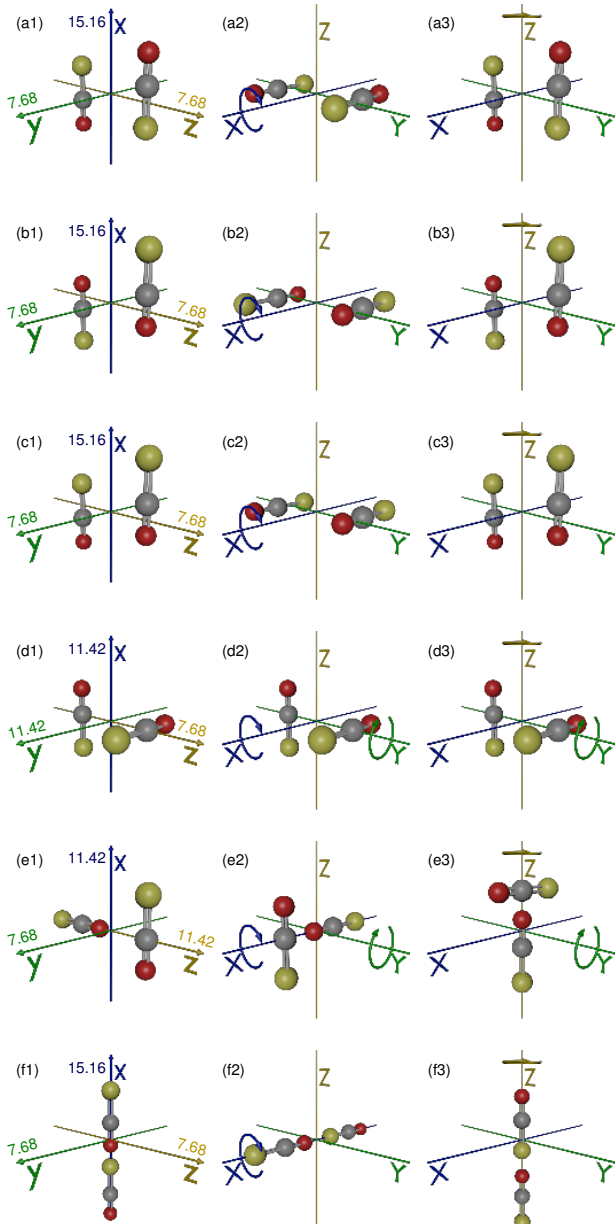 (a1) 15.16 X 7.68 7.68 y Z
(a2) Z X Y
(a3) Z X Y
(b1) 15.16 X 7.68 7.68 y Z
(b2) Z X Y
(b3) Z X Y
(c1) 15.16 X 7.68 7.68 y Z
(c2) Z X Y
(c3) Z X Y
(d1) 11.42 X 11.42 7.68 y Z
(d2) Z X Y
(d3) Z X Y
(e1) 11.42 X 7.68 11.42 y Z
(e2) Z X Y
(e3) Z X Y
(f1) 15.16 X 7.68 7.68 y Z
(f2) Z X Y
(f3) Z X Y